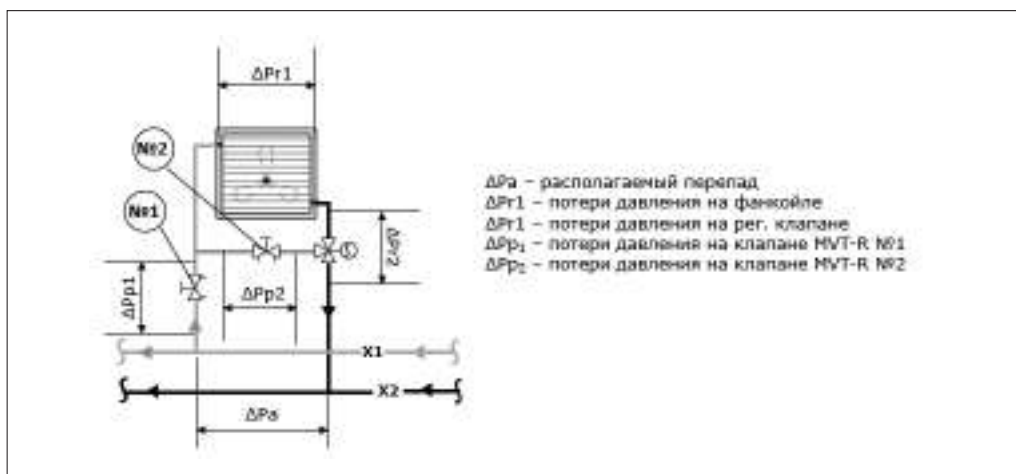 ΔPr1
№2
№1
ΔPr2
ΔPp1
ΔPp2
X1
X2
ΔPa
ΔPa – располагаемый перепад
ΔPr1 – потери давления на фанкойле
ΔPr1 – потери давления на рег. клапане
ΔPp₁ – потери давления на клапане MVT-R №1
ΔPp₂ – потери давления на клапане MVT-R №2